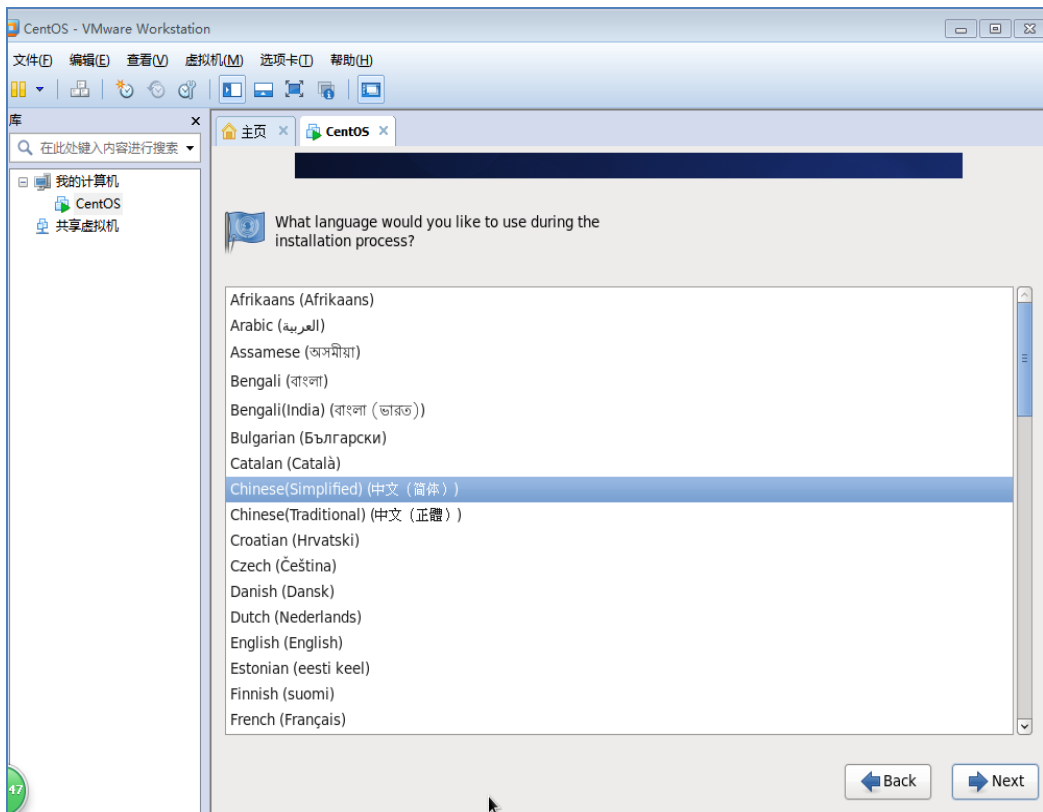 CentOS - VMware Workstation
文件(F) 编辑(E) 查看(V) 虚拟机(M) 选项卡(T) 帮助(H)
库
在此处键入内容进行搜索
我的计算机
CentOS
共享虚拟机
主页
CentOS
What language would you like to use during the
installation process?
Afrikaans (Afrikaans)
Arabic (العربية)
Assamese (অসমীয়া)
Bengali (বাংলা)
Bengali(India) (বাংলা (ভারত))
Bulgarian (Български)
Catalan (Català)
Chinese(Simplified) (中文（简体）)
Chinese(Traditional) (中文（正體）)
Croatian (Hrvatski)
Czech (Čeština)
Danish (Dansk)
Dutch (Nederlands)
English (English)
Estonian (eesti keel)
Finnish (suomi)
French (Français)
47
Back
Next